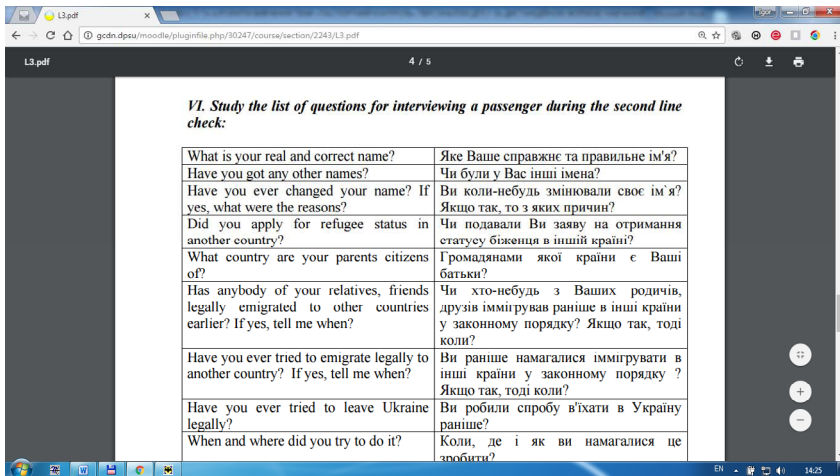 L3.pdf
Igor
gcdn.dpsu/moodle/pluginfile.php/30247/course/section/2243/L3.pdf
L3.pdf
4 / 5
VI. Study the list of questions for interviewing a passenger during the second line
check:
What is your real and correct name?
Яке Ваше справжнє та правильне ім'я?
Have you got any other names?
Чи були у Вас інші імена?
Have you ever changed your name? If
yes, what were the reasons?
Ви коли-небудь змінювали своє ім`я?
Якщо так, то з яких причин?
Did you apply for refugee status in
another country?
Чи подавали Ви заяву на отримання
статусу біженця в іншій країні?
What country are your parents citizens
of?
Громадянами якої країни є Ваші
батьки?
Has anybody of your relatives, friends
legally emigrated to other countries
earlier? If yes, tell me when?
Чи хто-небудь з Ваших родичів,
друзів іммігрував раніше в інші країни
у законному порядку? Якщо так, тоді
коли?
Have you ever tried to emigrate legally to
another country? If yes, tell me when?
Ви раніше намагалися іммігрувати в
інші країни у законному порядку ?
Якщо так, тоді коли?
Have you ever tried to leave Ukraine
legally?
Ви робили спробу в'їхати в Україну
раніше?
When and where did you try to do it?
Коли, де і як ви намагалися це
зробити?
EN
14:25